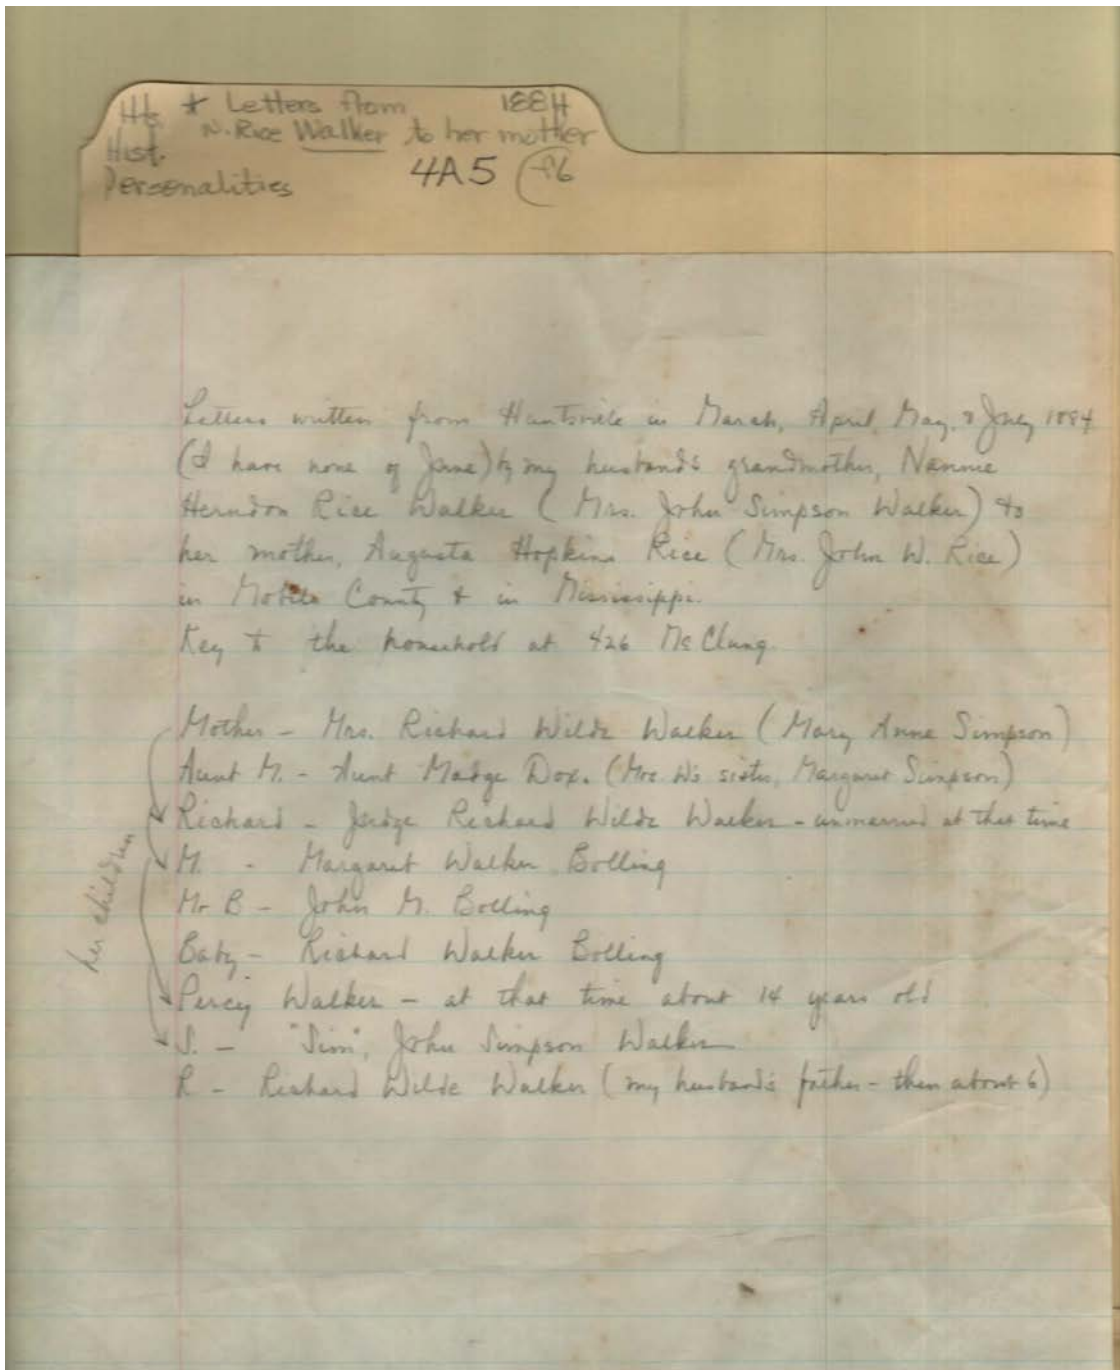 Hts. * Letters from 1884
N. Rice Walker to her mother
Hist.
Personalities 4A5 f6
Letters written from Huntsville in March, April, May, & July 1884
(I have none of June) by my husband's grandmother, Nannie
Herndon Rice Walker (Mrs. John Simpson Walker) to
her mother, Augusta Hopkins Rice (Mrs. John W. Rice)
in Mobile County & in Mississippi.
Key to the household at 426 McClung.
Mother - Mrs. Richard Wilde Walker (Mary Anne Simpson)
Aunt M. - Aunt Madge Dox. (Mrs. W's sister, Margaret Simpson)
Richard - Judge Richard Wilde Walker - unmarried at that time
M. - Margaret Walker Bolling
Mr B - John M. Bolling
Baby - Richard Walker Bolling
Percy Walker - at that time about 14 years old
S. - "Sim", John Simpson Walker
R - Richard Wilde Walker (my husband's father - then about 6)
her children